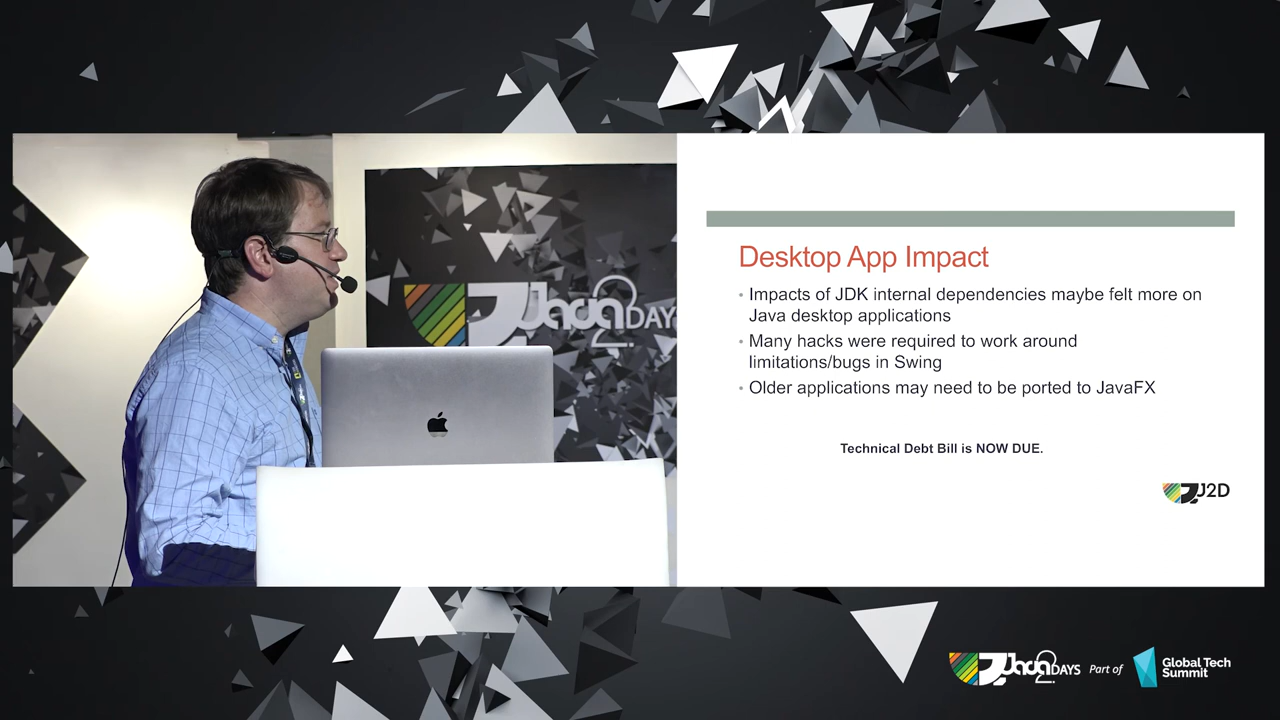 Java2DAYS
Desktop App Impact
• Impacts of JDK internal dependencies maybe felt more on
Java desktop applications
• Many hacks were required to work around
limitations/bugs in Swing
• Older applications may need to be ported to JavaFX
Technical Debt Bill is NOW DUE.
J2D
Java2DAYS Part of Global Tech
Summit